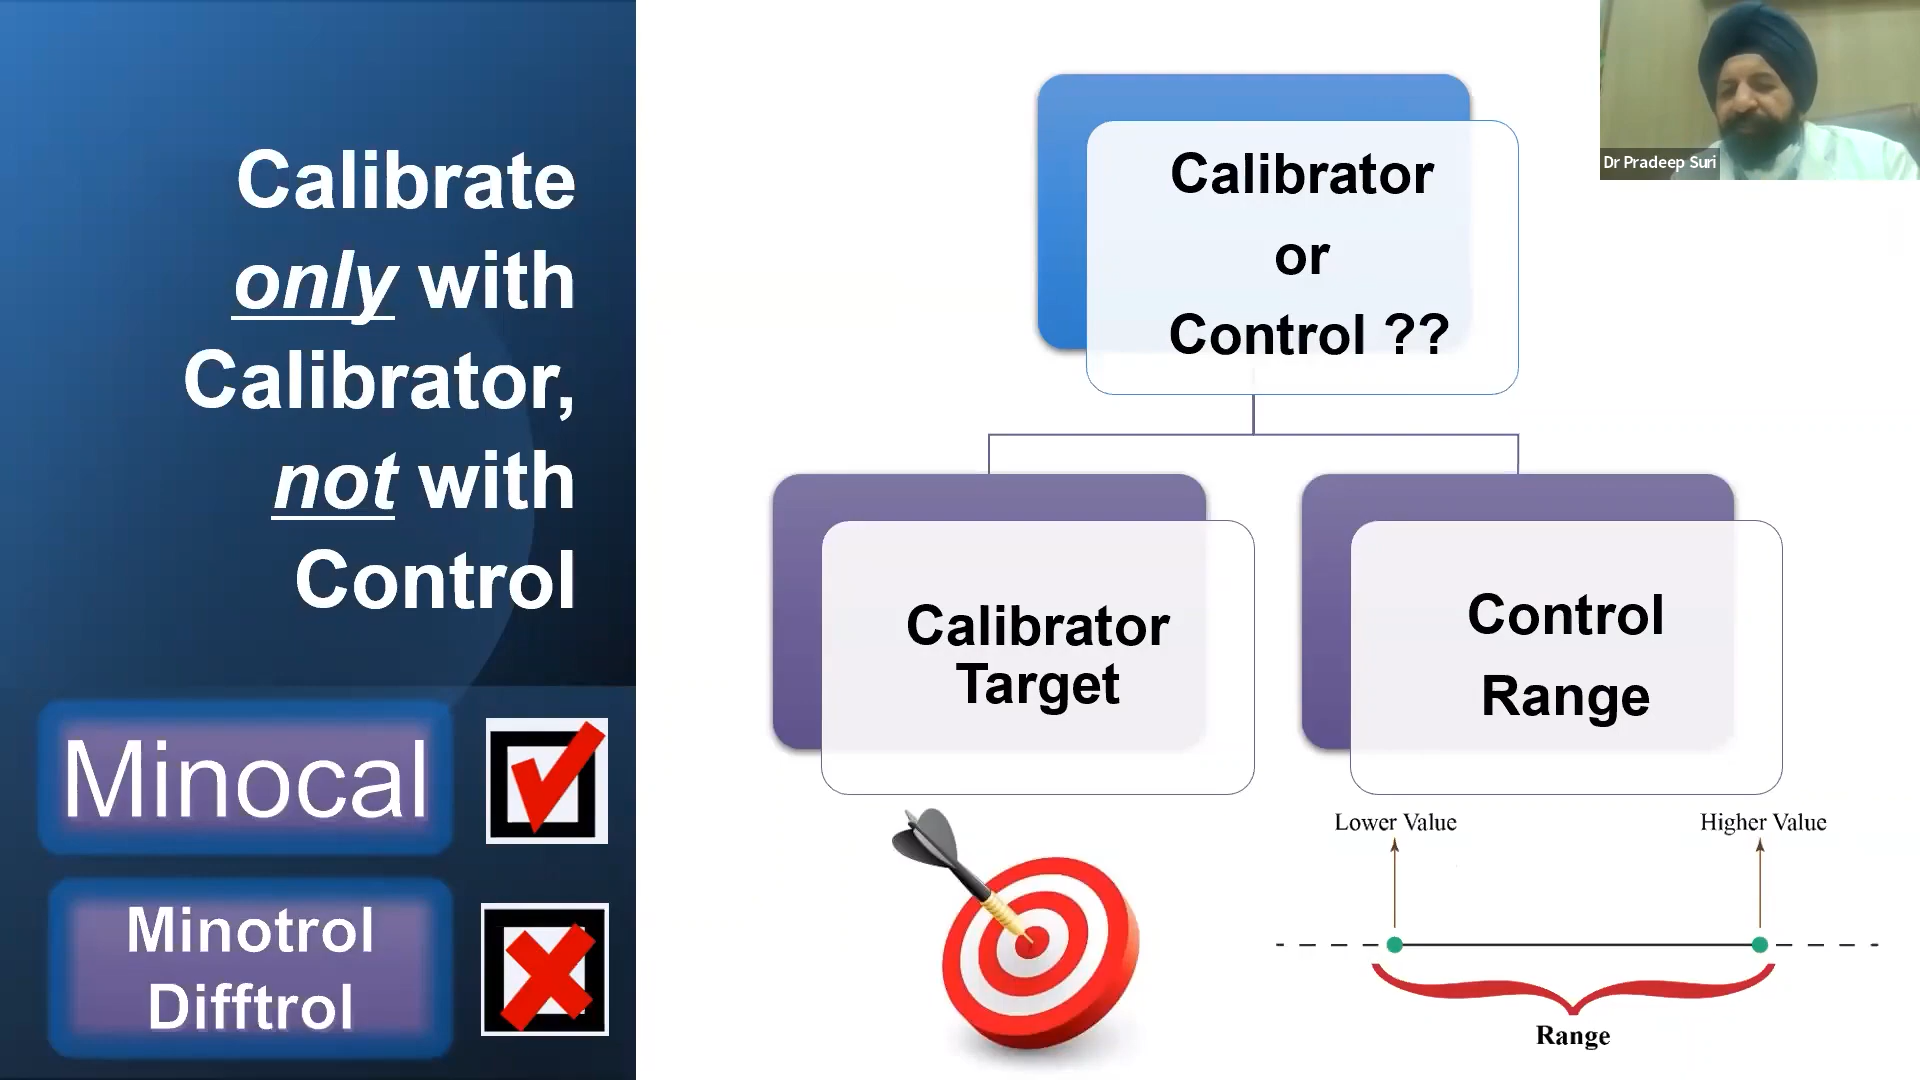 Calibrate
only with
Calibrator,
not with
Control
Minocal
Minotrol
Difftrol
Calibrator
or
Control ??
Calibrator
Target
Control
Range
Lower Value
Higher Value
Range
Dr Pradeep Suri